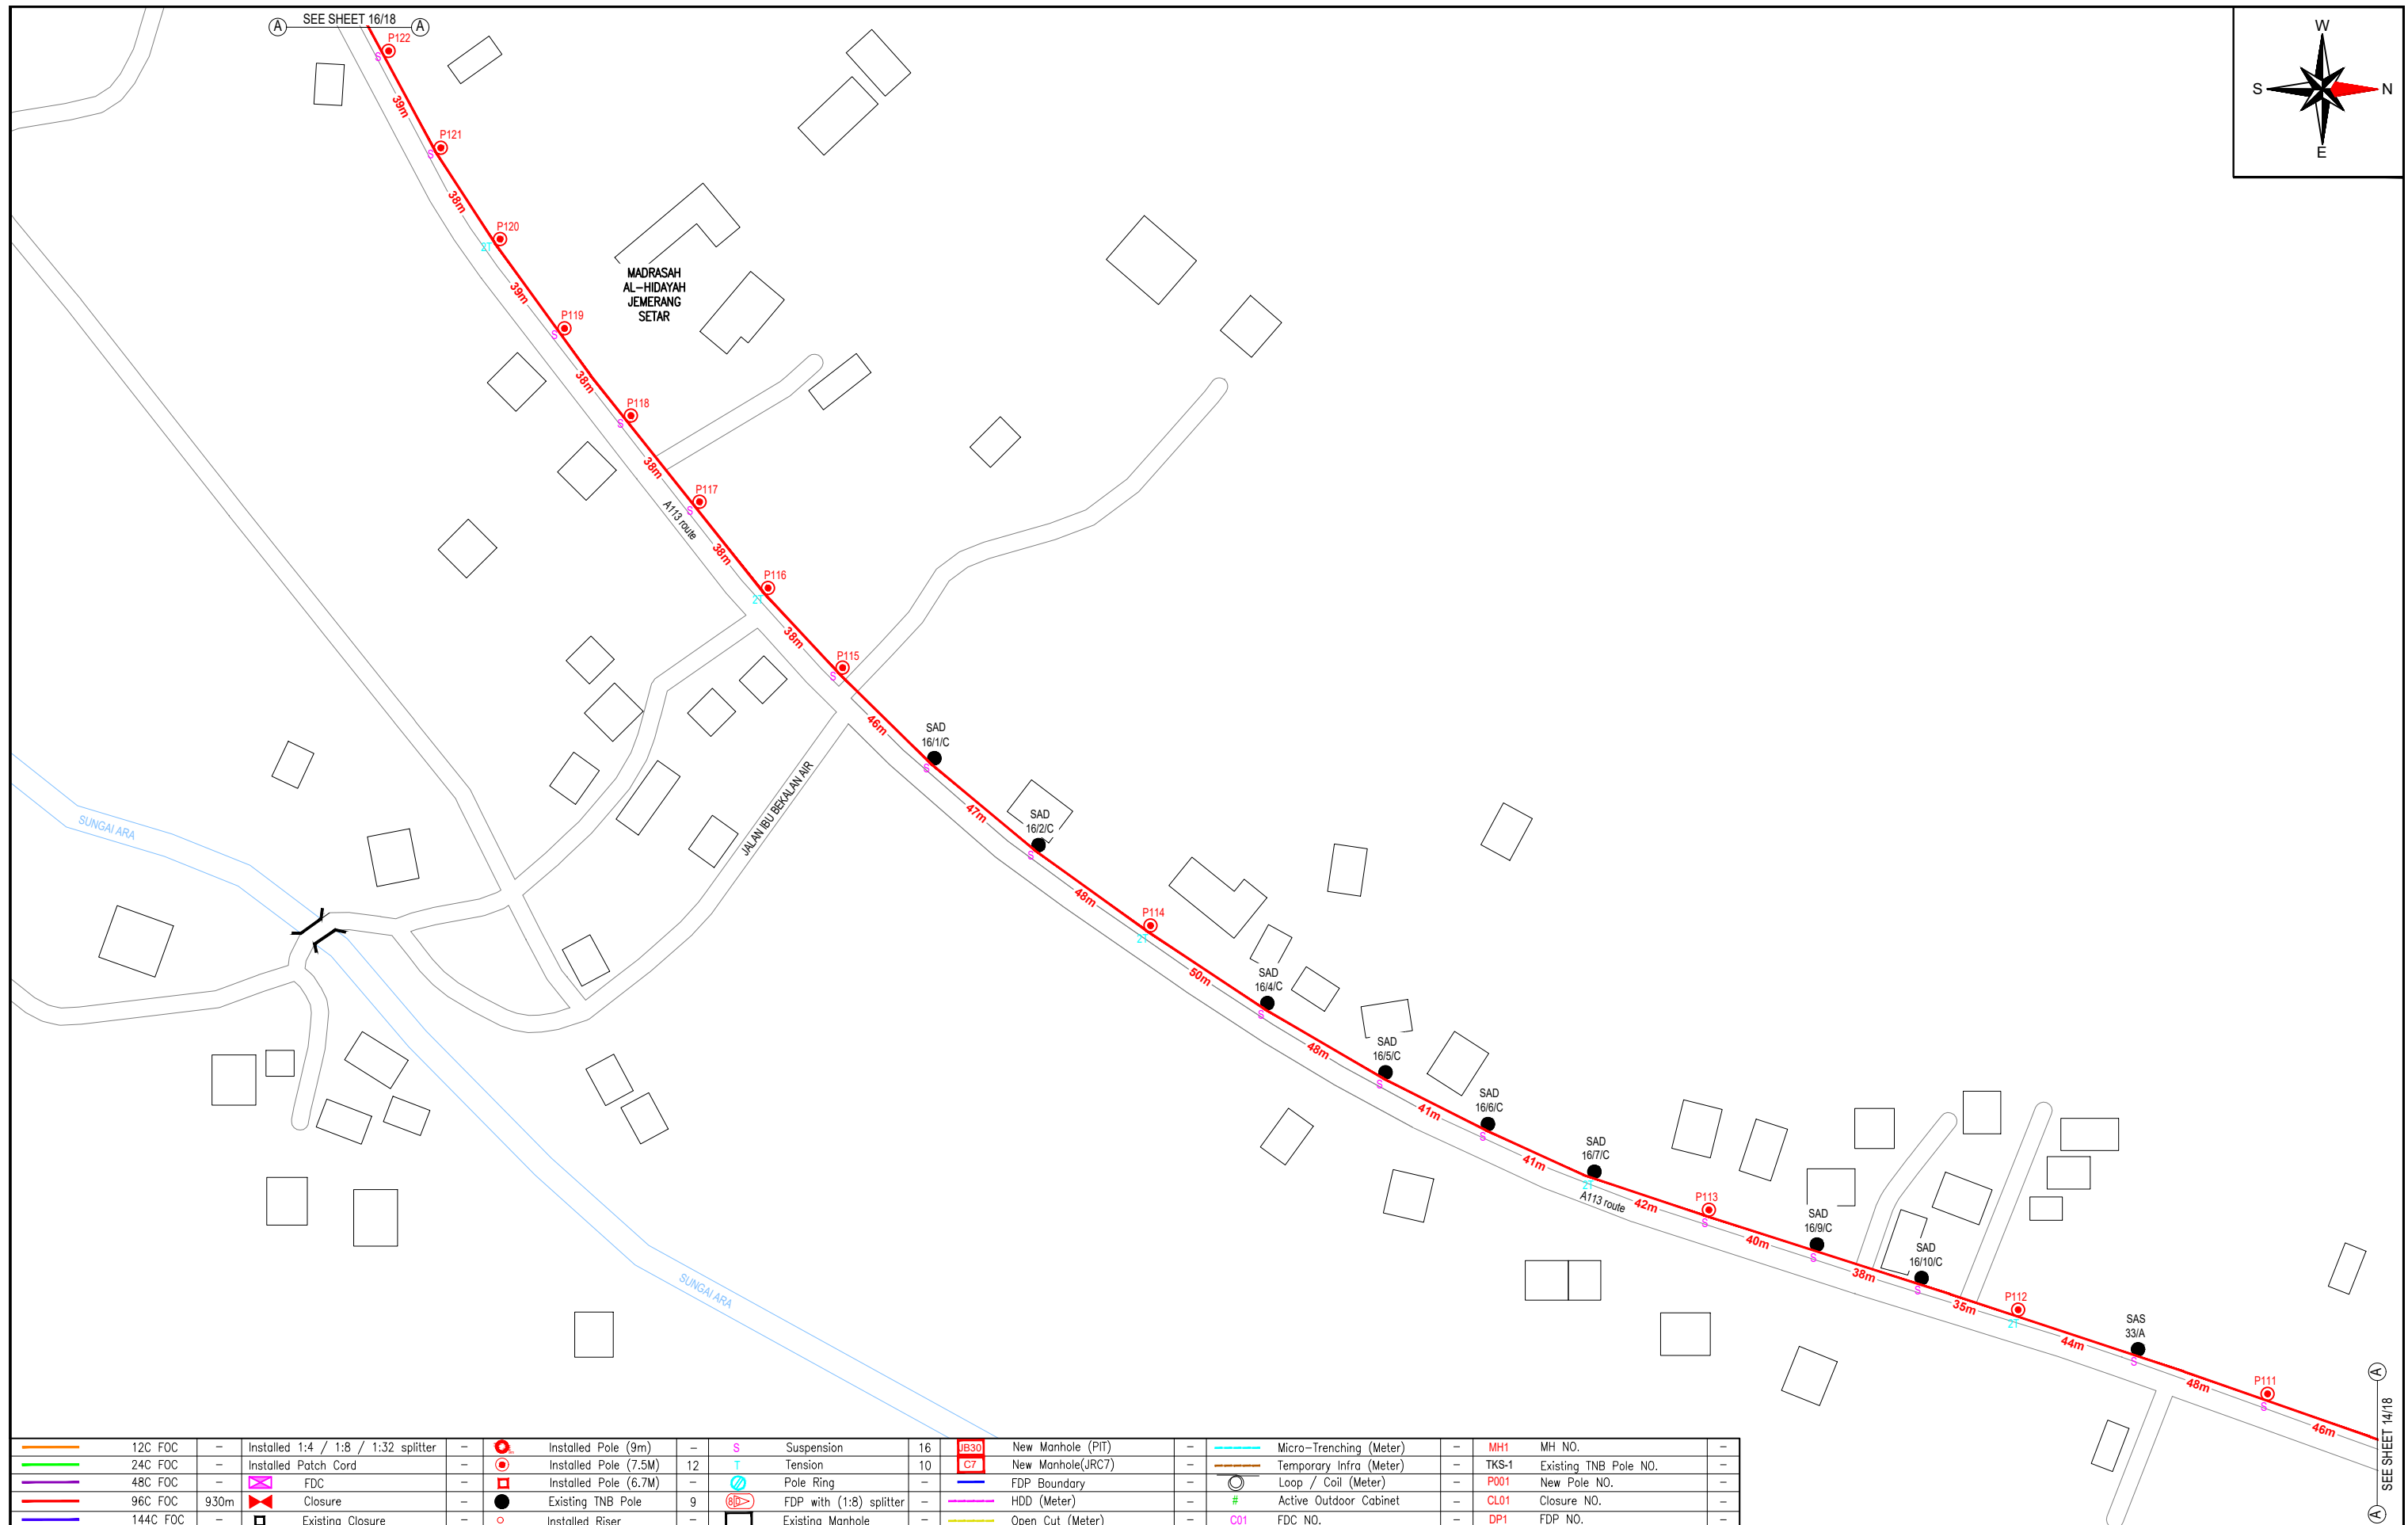 SEE SHEET 16/18
A
A
W
S
N
E
P122
S
39m
P121
S
38m
P120
2T
39m
MADRASAH
AL-HIDAYAH
JEMERANG
SETAR
P119
S
38m
P118
S
38m
P117
S
A113 route
38m
P116
2T
38m
P115
S
46m
SAD
16/1/C
S
47m
SAD
16/2/C
S
48m
JALAN IBU BEKALAN AIR
SUNGAI ARA
P114
2T
50m
SAD
16/4/C
S
48m
SAD
16/5/C
S
41m
SAD
16/6/C
S
41m
SAD
16/7/C
2T
A113 route
42m
P113
S
40m
SAD
16/9/C
S
38m
SAD
16/10/C
S
35m
P112
2T
44m
SAS
33/A
S
48m
P111
S
46m
SUNGAI ARA
A
SEE SHEET 14/18
A
12C FOC - Installed 1:4 / 1:8 / 1:32 splitter - Installed Pole (9m) - S Suspension 16 JB30 New Manhole (PIT) - Micro-Trenching (Meter) - MH1 MH NO. -
24C FOC - Installed Patch Cord - Installed Pole (7.5M) 12 T Tension 10 C7 New Manhole(JRC7) - Temporary Infra (Meter) - TKS-1 Existing TNB Pole NO. -
48C FOC - FDC - Installed Pole (6.7M) - Pole Ring - FDP Boundary - Loop / Coil (Meter) - P001 New Pole NO. -
96C FOC 930m Closure - Existing TNB Pole 9 FDP with (1:8) splitter - HDD (Meter) - # Active Outdoor Cabinet - CL01 Closure NO. -
144C FOC - Existing Closure - Installed Riser - Existing Manhole - Open Cut (Meter) - C01 FDC NO. - DP1 FDP NO. -